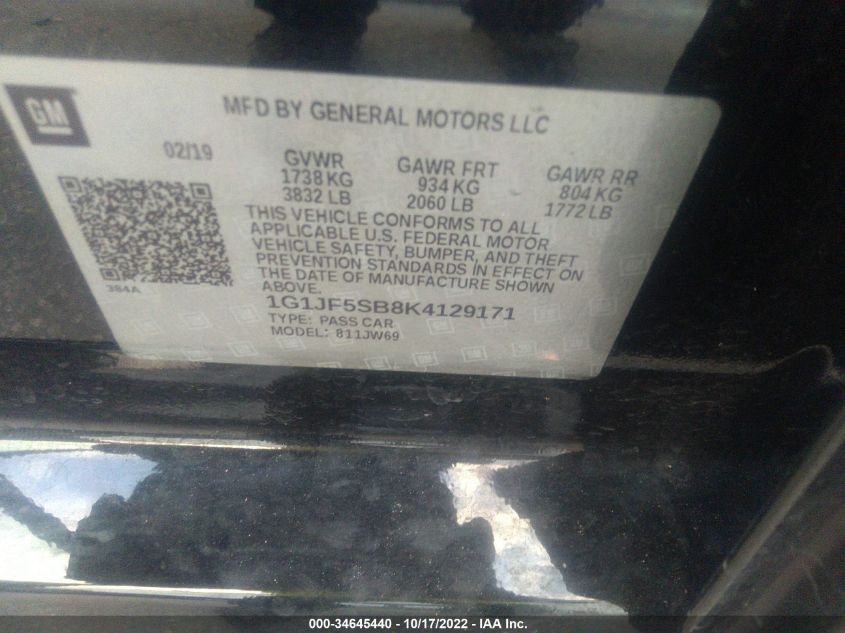 GM
MFD BY GENERAL MOTORS LLC
02/19
GVWR
1738 KG
3832 LB
GAWR FRT
934 KG
2060 LB
GAWR RR
804 KG
1772 LB
THIS VEHICLE CONFORMS TO ALL
APPLICABLE U.S. FEDERAL MOTOR
VEHICLE SAFETY, BUMPER, AND THEFT
PREVENTION STANDARDS IN EFFECT ON
THE DATE OF MANUFACTURE SHOWN
ABOVE.
384A
1G1JF5SB8K4129171
TYPE: PASS CAR
MODEL: 811JW69
000-34645440 - 10/17/2022 - IAA Inc.